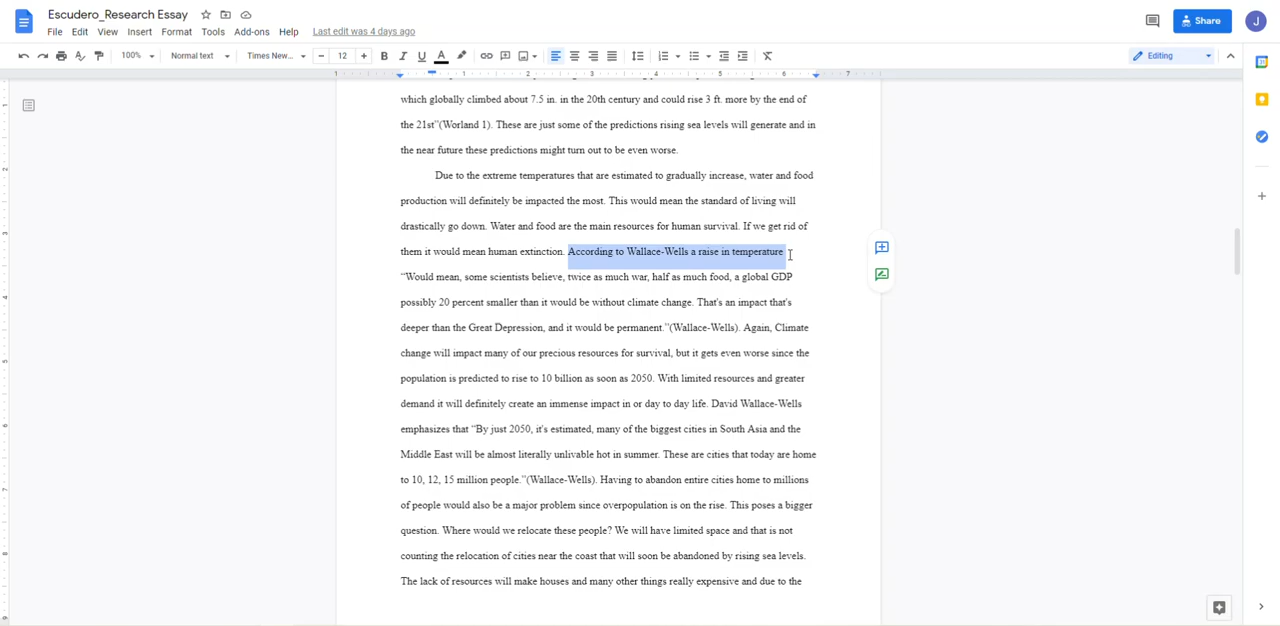 Escudero_Research Essay
File Edit View Insert Format Tools Add-ons Help Last edit was 4 days ago
Share
J
100% Normal text Times New... 12 B I U A Editing
1 1 2 3 4 5 6 7
which globally climbed about 7.5 in. in the 20th century and could rise 3 ft. more by the end of
the 21st”(Worland 1). These are just some of the predictions rising sea levels will generate and in
the near future these predictions might turn out to be even worse.
Due to the extreme temperatures that are estimated to gradually increase, water and food
production will definitely be impacted the most. This would mean the standard of living will
drastically go down. Water and food are the main resources for human survival. If we get rid of
them it would mean human extinction. According to Wallace-Wells a raise in temperature
“Would mean, some scientists believe, twice as much war, half as much food, a global GDP
possibly 20 percent smaller than it would be without climate change. That's an impact that's
deeper than the Great Depression, and it would be permanent.”(Wallace-Wells). Again, Climate
change will impact many of our precious resources for survival, but it gets even worse since the
population is predicted to rise to 10 billion as soon as 2050. With limited resources and greater
demand it will definitely create an immense impact in or day to day life. David Wallace-Wells
emphasizes that “By just 2050, it's estimated, many of the biggest cities in South Asia and the
Middle East will be almost literally unlivable hot in summer. These are cities that today are home
to 10, 12, 15 million people.”(Wallace-Wells). Having to abandon entire cities home to millions
of people would also be a major problem since overpopulation is on the rise. This poses a bigger
question. Where would we relocate these people? We will have limited space and that is not
counting the relocation of cities near the coast that will soon be abandoned by rising sea levels.
The lack of resources will make houses and many other things really expensive and due to the